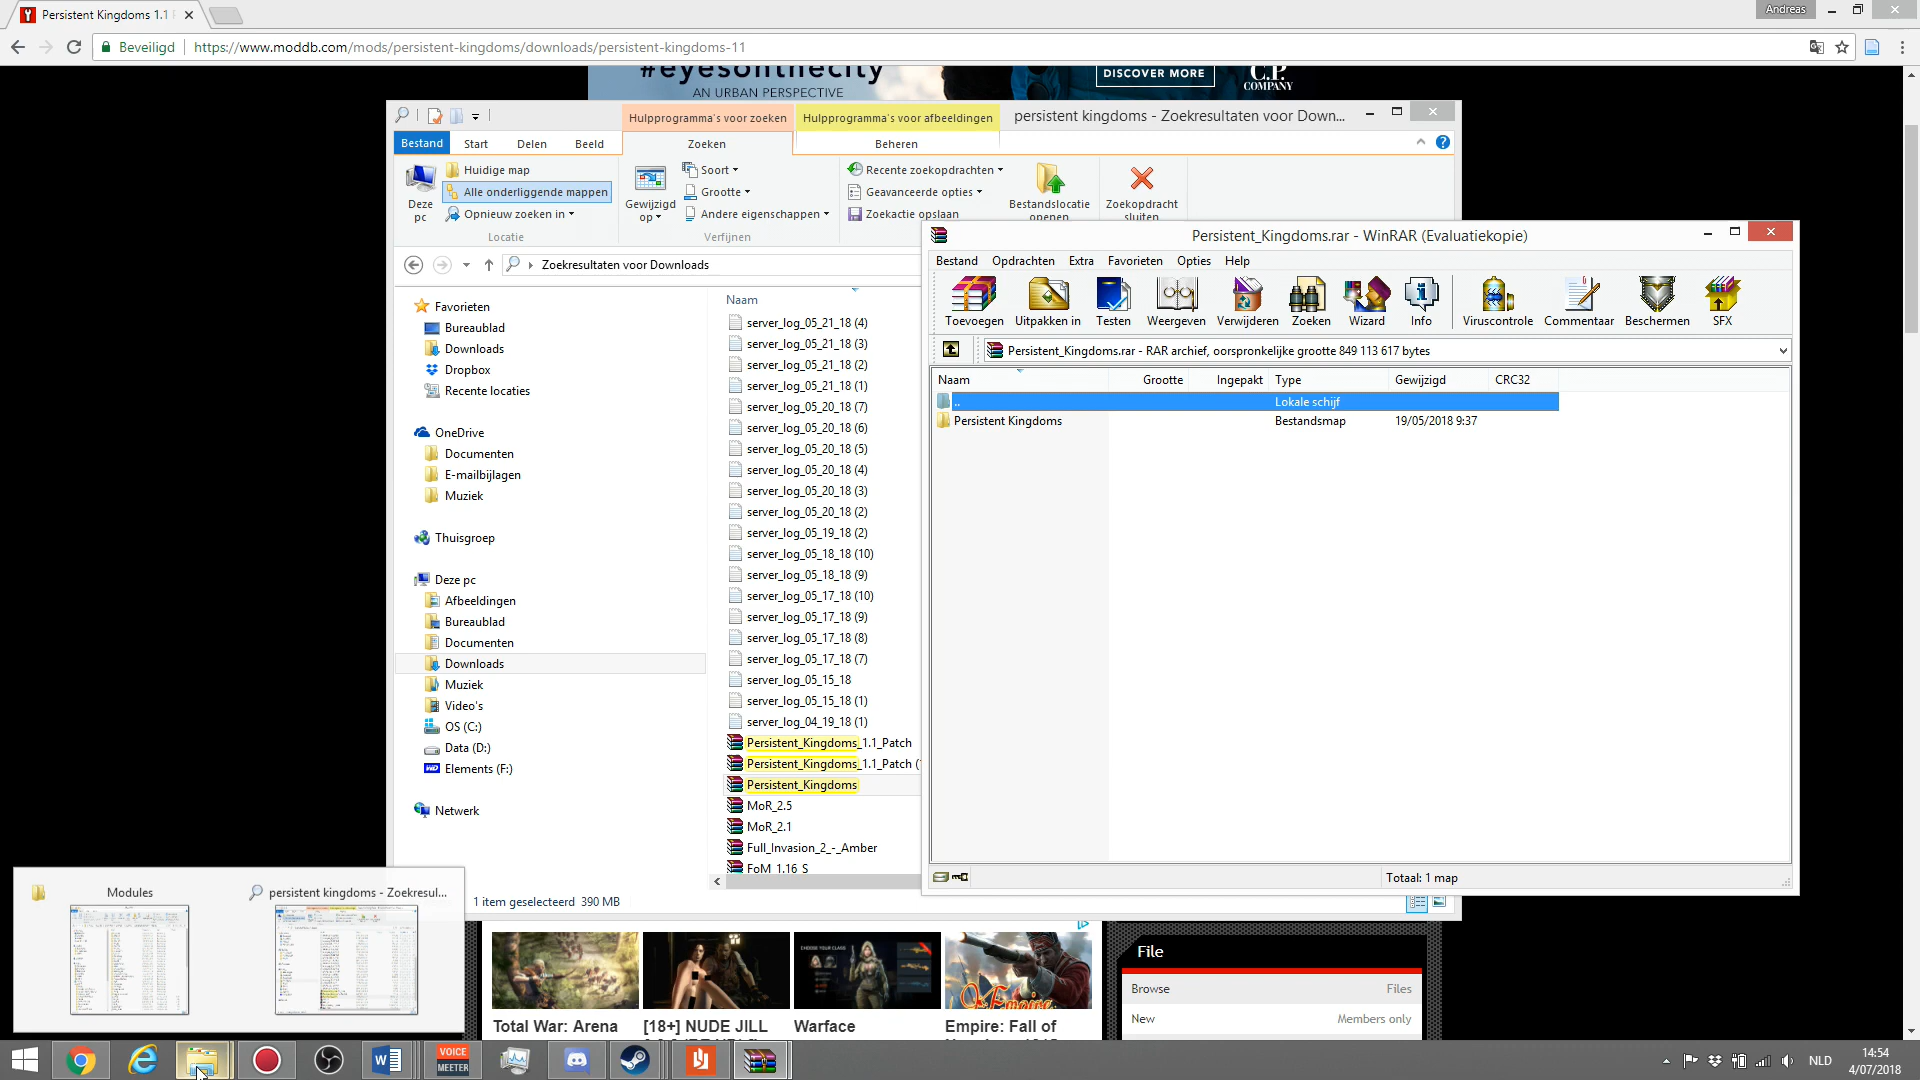 Persistent Kingdoms 1.1
Andreas
Beveiligd
https://www.moddb.com/mods/persistent-kingdoms/downloads/persistent-kingdoms-11
#eyesonthecity
AN URBAN PERSPECTIVE
DISCOVER MORE
C.P.
COMPANY
Hulpprogramma's voor zoeken
Hulpprogramma's voor afbeeldingen
persistent kingdoms - Zoekresultaten voor Down...
Bestand
Start
Delen
Beeld
Zoeken
Beheren
Deze pc
Huidige map
Alle onderliggende mappen
Opnieuw zoeken in
Locatie
Gewijzigd op
Soort
Grootte
Andere eigenschappen
Verfijnen
Recente zoekopdrachten
Geavanceerde opties
Zoekactie opslaan
Bestandslocatie openen
Zoekopdracht sluiten
Zoekresultaten voor Downloads
Favorieten
Bureaublad
Downloads
Dropbox
Recente locaties
OneDrive
Documenten
E-mailbijlagen
Muziek
Thuisgroep
Deze pc
Afbeeldingen
Bureaublad
Documenten
Downloads
Muziek
Video's
OS (C:)
Data (D:)
Elements (F:)
Netwerk
Naam
server_log_05_21_18 (4)
server_log_05_21_18 (3)
server_log_05_21_18 (2)
server_log_05_21_18 (1)
server_log_05_20_18 (7)
server_log_05_20_18 (6)
server_log_05_20_18 (5)
server_log_05_20_18 (4)
server_log_05_20_18 (3)
server_log_05_20_18 (2)
server_log_05_19_18 (2)
server_log_05_18_18 (10)
server_log_05_18_18 (9)
server_log_05_17_18 (10)
server_log_05_17_18 (9)
server_log_05_17_18 (8)
server_log_05_17_18 (7)
server_log_05_15_18
server_log_05_15_18 (1)
server_log_04_19_18 (1)
Persistent_Kingdoms_1.1_Patch
Persistent_Kingdoms_1.1_Patch (
Persistent_Kingdoms
MoR_2.5
MoR_2.1
Full_Invasion_2_-_Amber
FoM_1.16_S
1 item geselecteerd 390 MB
Persistent_Kingdoms.rar - WinRAR (Evaluatiekopie)
Bestand
Opdrachten
Extra
Favorieten
Opties
Help
Toevoegen
Uitpakken in
Testen
Weergeven
Verwijderen
Zoeken
Wizard
Info
Viruscontrole
Commentaar
Beschermen
SFX
Persistent_Kingdoms.rar - RAR archief, oorspronkelijke grootte 849 113 617 bytes
Naam
Grootte
Ingepakt
Type
Gewijzigd
CRC32
..
Lokale schijf
Persistent Kingdoms
Bestandsmap
19/05/2018 9:37
Totaal: 1 map
Modules
persistent kingdoms - Zoekresul...
CHOOSE YOUR CLASS
Of Empire
Total War: Arena
[18+] NUDE JILL
Warface
Empire: Fall of
File
Browse
Files
New
Members only
VOICE
MEETER
NLD
14:54
4/07/2018